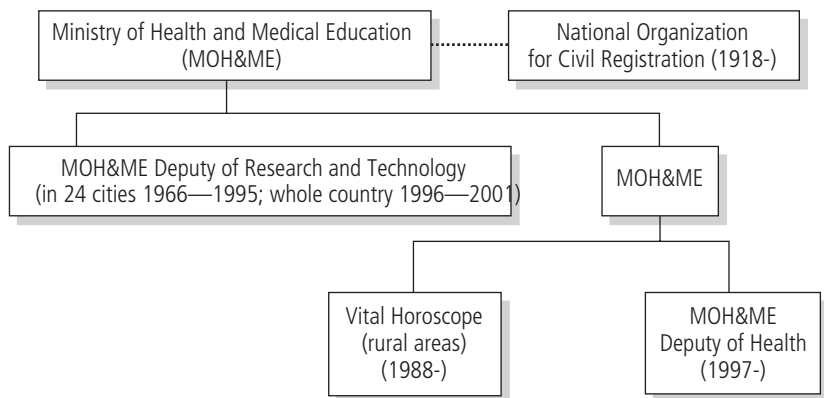 Ministry of Health and Medical Education
(MOH&ME)
National Organization
for Civil Registration (1918-)
MOH&ME Deputy of Research and Technology
(in 24 cities 1966—1995; whole country 1996—2001)
MOH&ME
Vital Horoscope
(rural areas)
(1988-)
MOH&ME
Deputy of Health
(1997-)